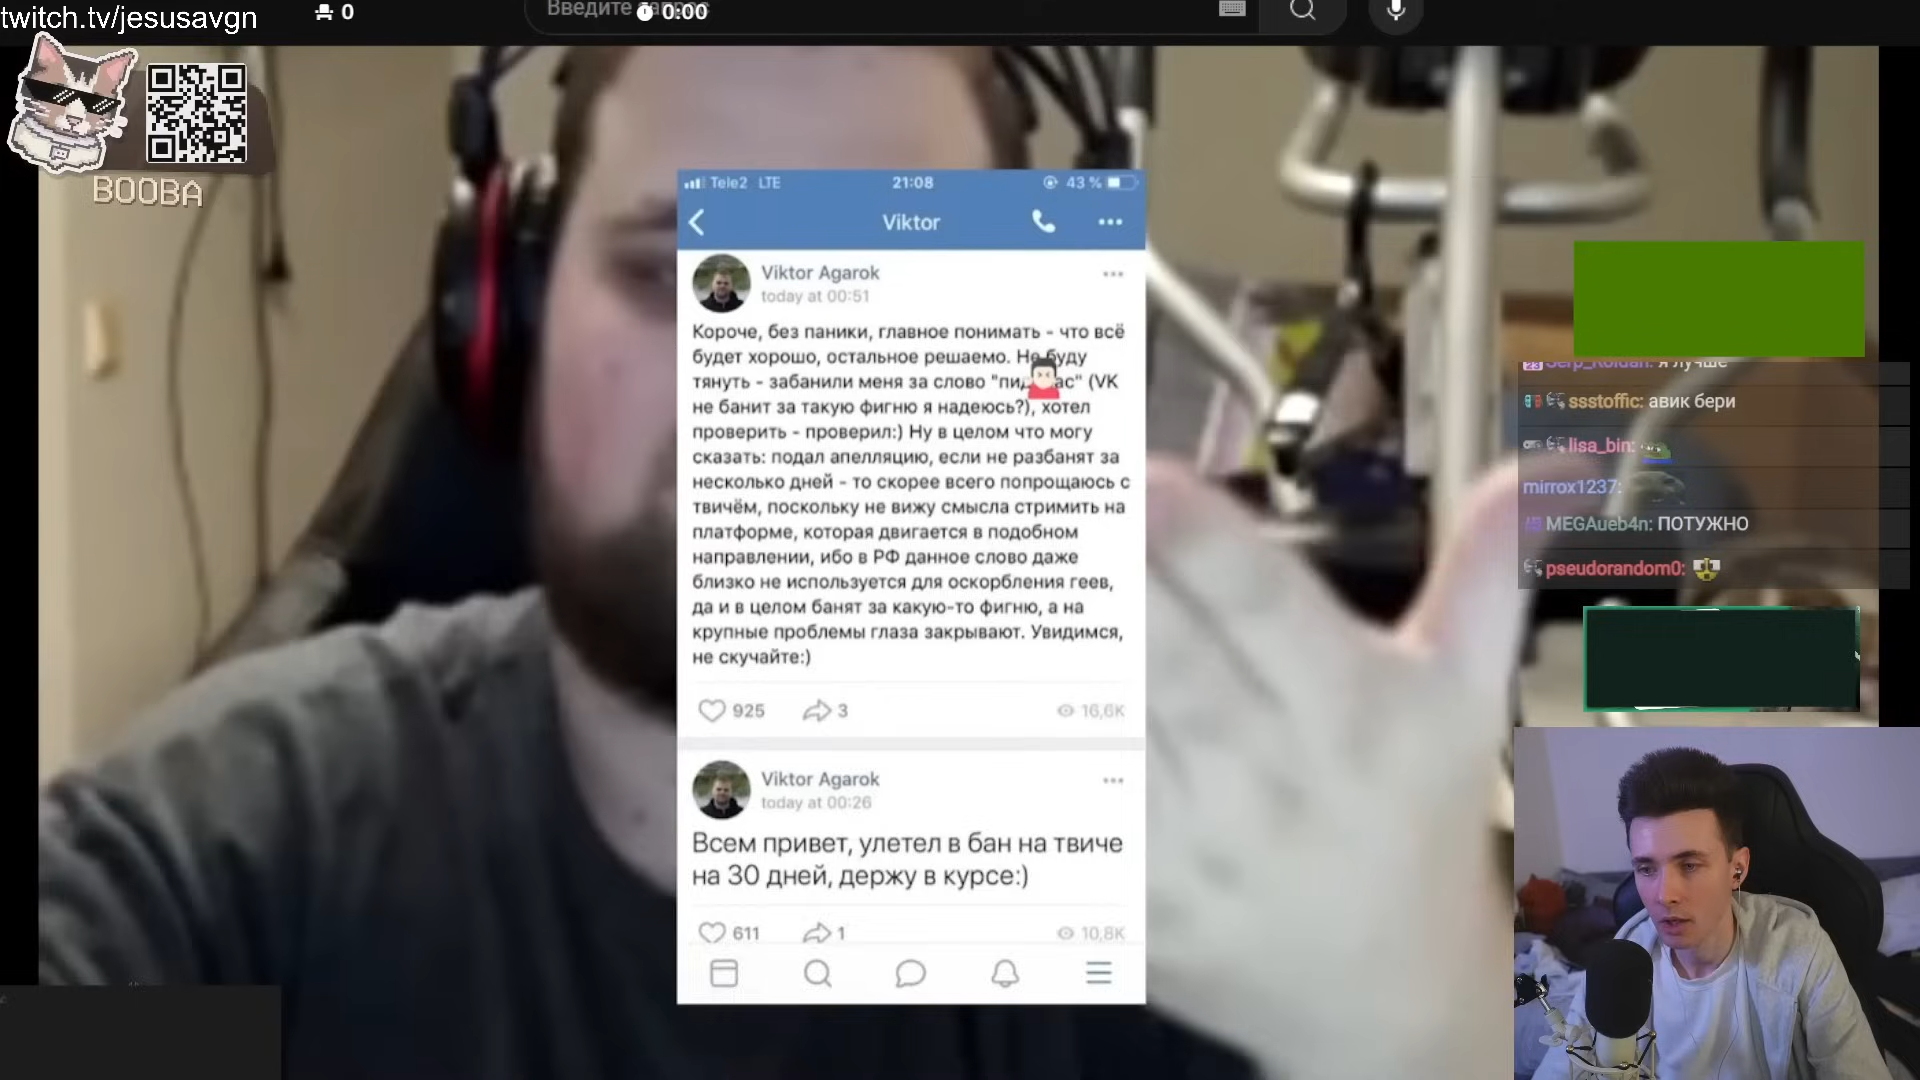 twitch.tv/jesusavgn
0
Введите запрос
0:00
BOOBA
Tele2 LTE
21:08
43 %
Viktor
Viktor Agarok
today at 00:51
Короче, без паники, главное понимать - что всё
будет хорошо, остальное решаемо. Не буду
тянуть - забанили меня за слово "пид ас" (VK
не банит за такую фигню я надеюсь?), хотел
проверить - проверил:) Ну в целом что могу
сказать: подал апелляцию, если не разбанят за
несколько дней - то скорее всего попрощаюсь с
твичём, поскольку не вижу смысла стримить на
платформе, которая двигается в подобном
направлении, ибо в РФ данное слово даже
близко не используется для оскорбления геев,
да и в целом банят за какую-то фигню, а на
крупные проблемы глаза закрывают. Увидимся,
не скучайте:)
925
3
16,6K
Viktor Agarok
today at 00:26
Всем привет, улетел в бан на твиче
на 30 дней, держу в курсе:)
611
1
10,8K
я лучше
ssstoffic: авик бери
lisa_bin:
mirrox1237:
MEGAueb4n: ПОТУЖНО
pseudorandom0: